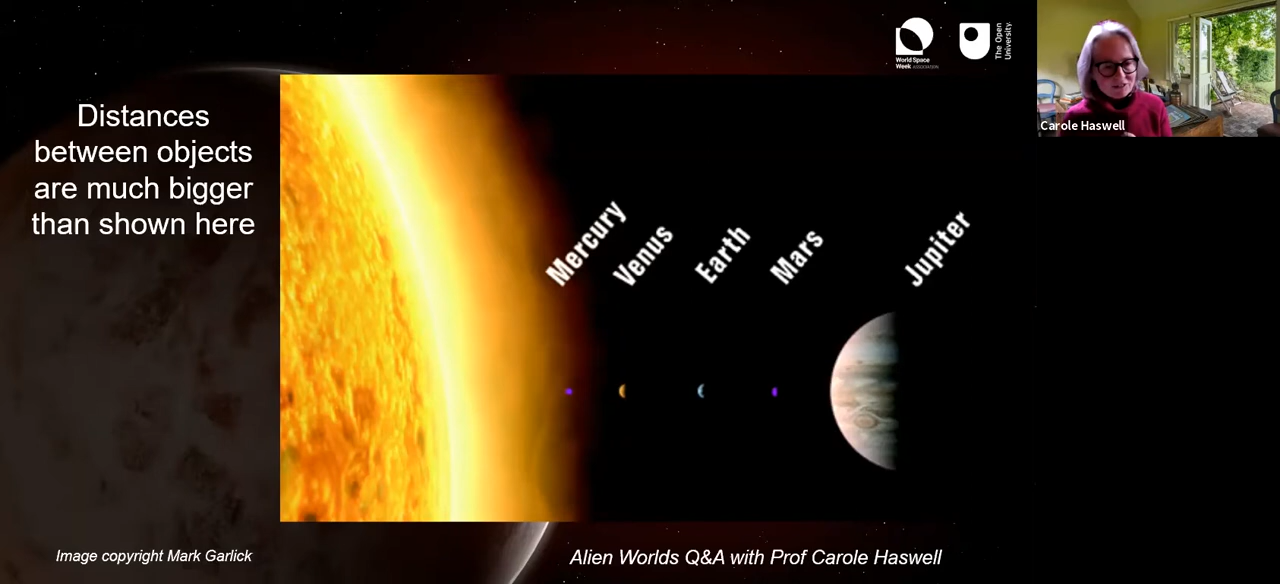 World Space
Week ASSOCIATION
The Open
University
Carole Haswell
Distances
between objects
are much bigger
than shown here
Mercury
Venus
Earth
Mars
Jupiter
Image copyright Mark Garlick
Alien Worlds Q&A with Prof Carole Haswell